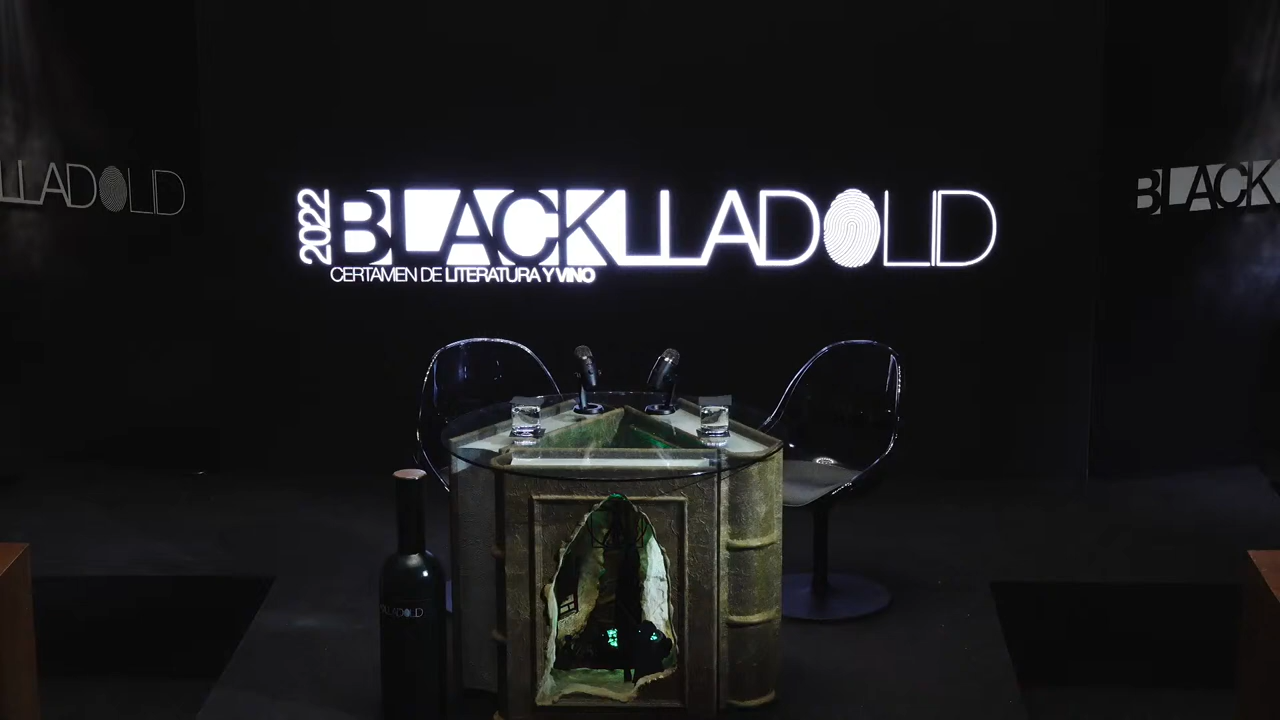 LLADOLID
2022
BLACKLLADOLID
CERTAMEN DE LITERATURA Y VINO
BLACK
LLADOLID